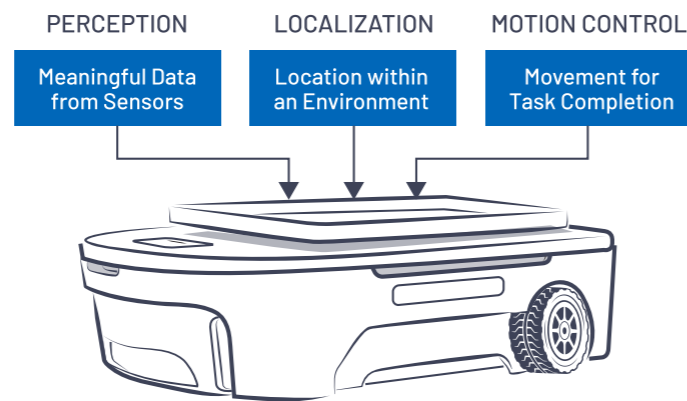 PERCEPTION
Meaningful Data
from Sensors
LOCALIZATION
Location within
an Environment
MOTION CONTROL
Movement for
Task Completion